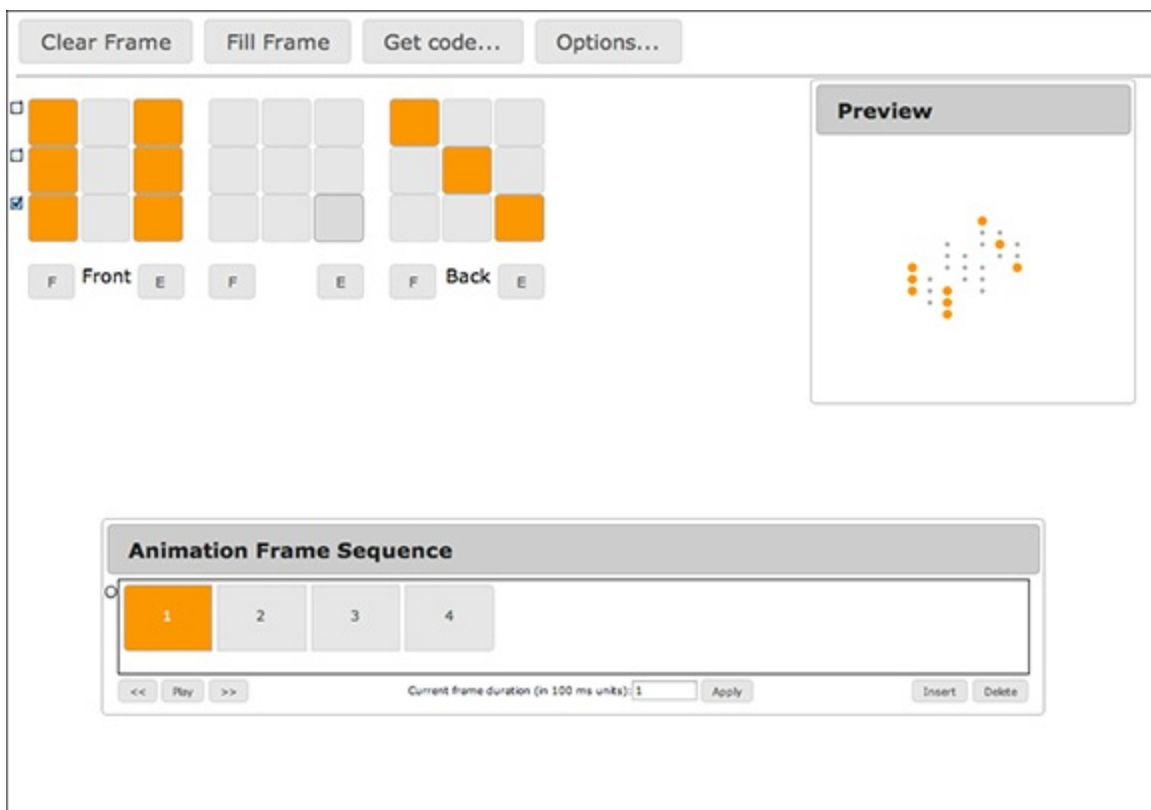 Clear Frame Fill Frame Get code... Options...
Preview
F Front E F E F Back E
Animation Frame Sequence
1 2 3 4
<< Play >> Current frame duration (in 100 ms units): 1 Apply Insert Delete